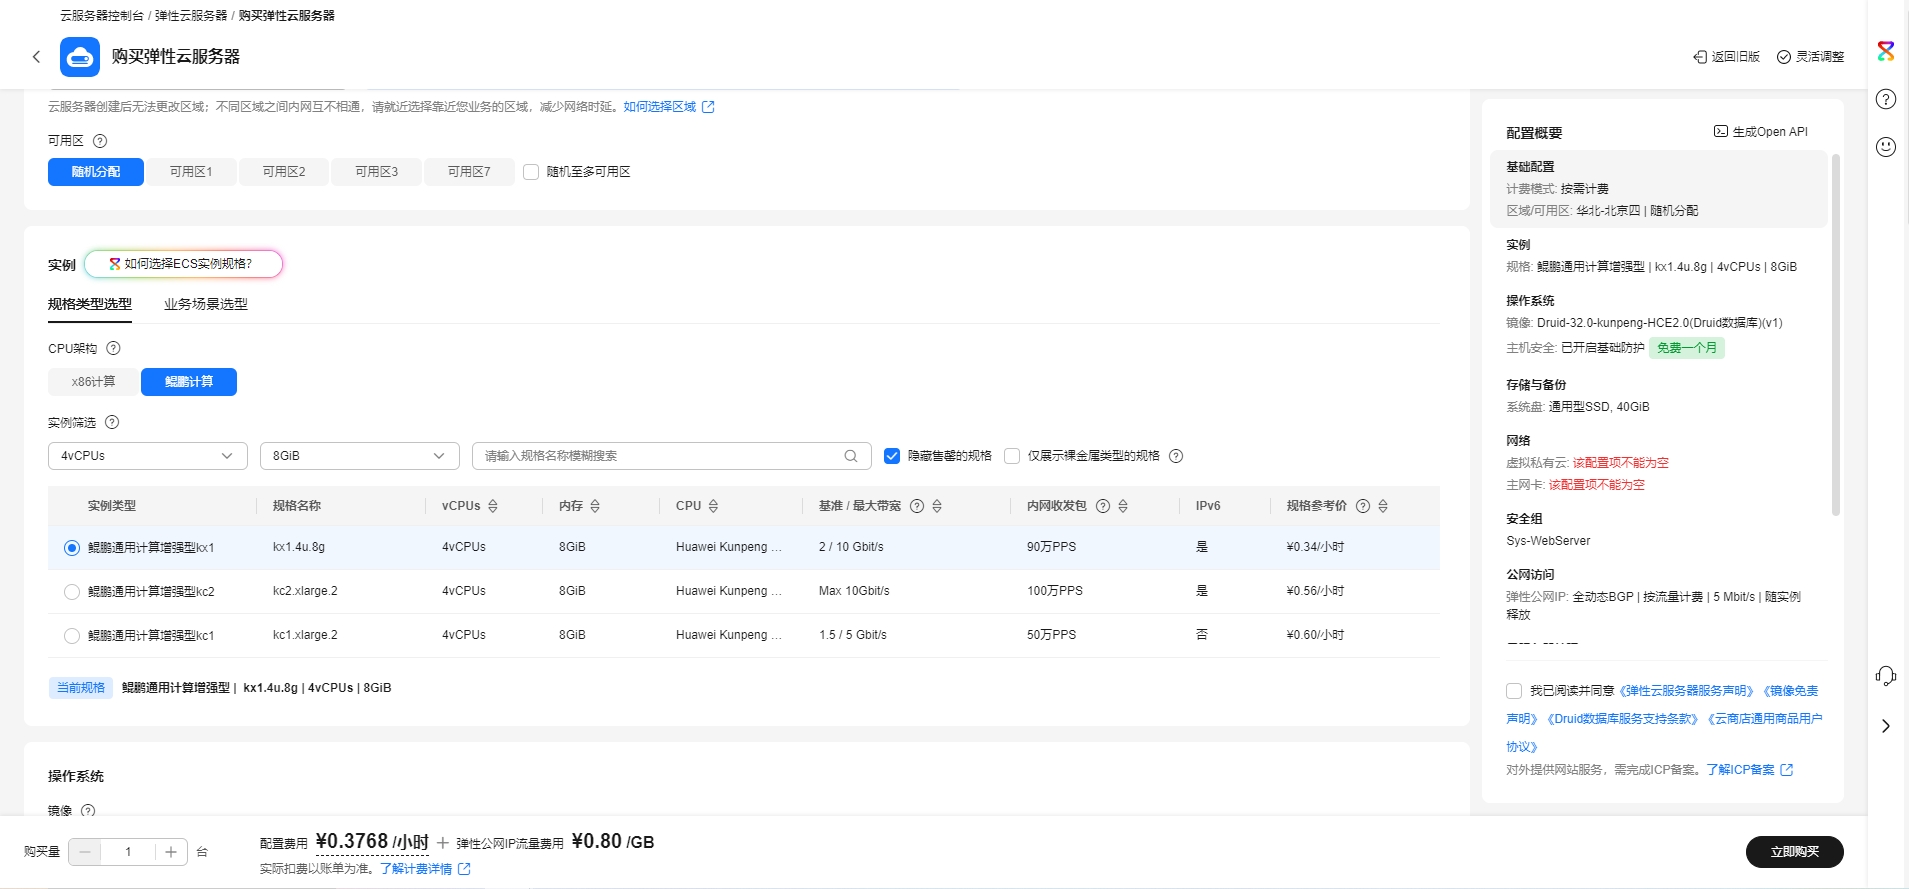 云服务器控制台 / 弹性云服务器 / 购买弹性云服务器
购买弹性云服务器
返回旧版 灵活调整
云服务器创建后无法更改区域；不同区域之间内网互不相通，请就近选择靠近您业务的区域，减少网络时延。如何选择区域
可用区
随机分配 可用区1 可用区2 可用区3 可用区7 随机至多可用区
实例 如何选择ECS实例规格?
规格类型选型 业务场景选型
CPU架构
x86计算 鲲鹏计算
实例筛选
4vCPUs 8GiB 请输入规格名称模糊搜索 隐藏售罄的规格 仅展示裸金属类型的规格
实例类型 规格名称 vCPUs 内存 CPU 基准 / 最大带宽 内网收发包 IPv6 规格参考价
鲲鹏通用计算增强型kx1 kx1.4u.8g 4vCPUs 8GiB Huawei Kunpeng ... 2 / 10 Gbit/s 90万PPS 是 ¥0.34/小时
鲲鹏通用计算增强型kc2 kc2.xlarge.2 4vCPUs 8GiB Huawei Kunpeng ... Max 10Gbit/s 100万PPS 是 ¥0.56/小时
鲲鹏通用计算增强型kc1 kc1.xlarge.2 4vCPUs 8GiB Huawei Kunpeng ... 1.5 / 5 Gbit/s 50万PPS 否 ¥0.60/小时
当前规格 鲲鹏通用计算增强型 | kx1.4u.8g | 4vCPUs | 8GiB
操作系统
镜像
配置概要 生成Open API
基础配置
计费模式: 按需计费
区域/可用区: 华北-北京四 | 随机分配
实例
规格: 鲲鹏通用计算增强型 | kx1.4u.8g | 4vCPUs | 8GiB
操作系统
镜像: Druid-32.0-kunpeng-HCE2.0(Druid数据库)(v1)
主机安全: 已开启基础防护 免费一个月
存储与备份
系统盘: 通用型SSD, 40GiB
网络
虚拟私有云: 该配置项不能为空
主网卡: 该配置项不能为空
安全组
Sys-WebServer
公网访问
弹性公网IP: 全动态BGP | 按流量计费 | 5 Mbit/s | 随实例
释放
我已阅读并同意《弹性云服务器服务声明》《镜像免责
声明》《Druid数据库服务支持条款》《云商店通用商品用户
协议》
对外提供网站服务，需完成ICP备案。了解ICP备案
购买量 1 台
配置费用 ¥0.3768 /小时 + 弹性公网IP流量费用 ¥0.80 /GB
实际扣费以账单为准。了解计费详情
立即购买